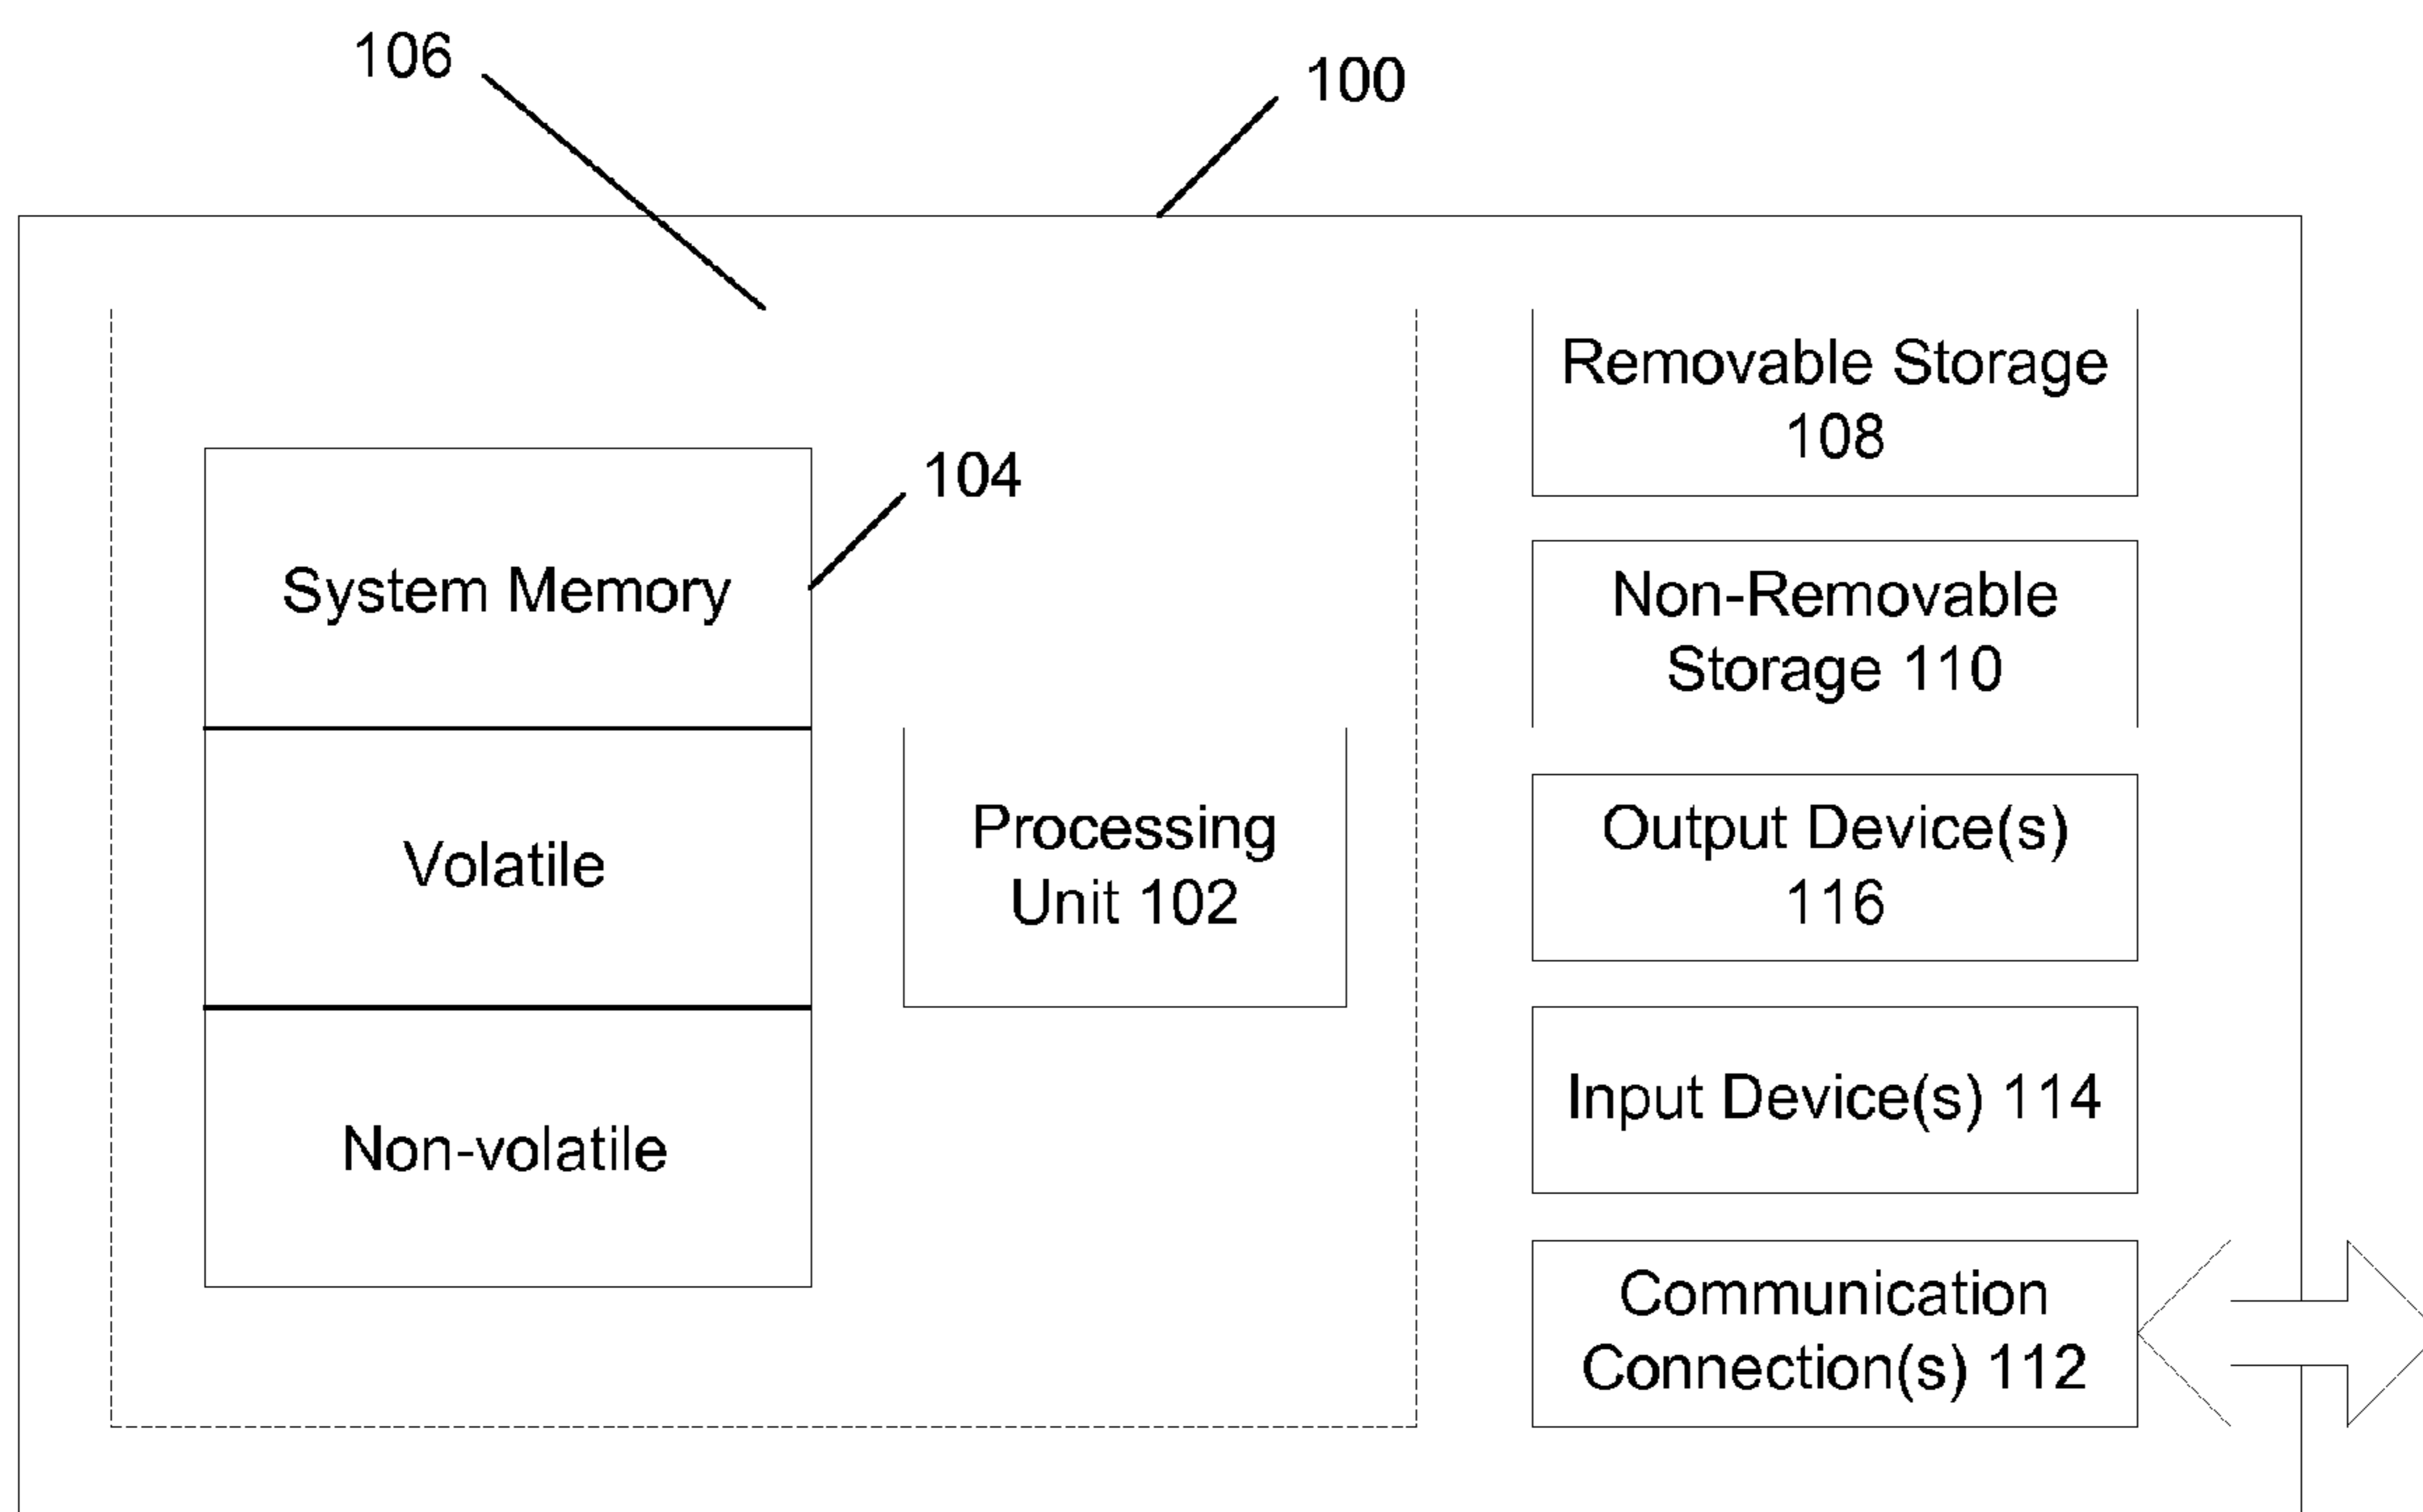 106
100
104
System Memory
Volatile
Non-volatile
Processing
Unit 102
Removable Storage
108
Non-Removable
Storage 110
Output Device(s)
116
Input Device(s) 114
Communication
Connection(s) 112